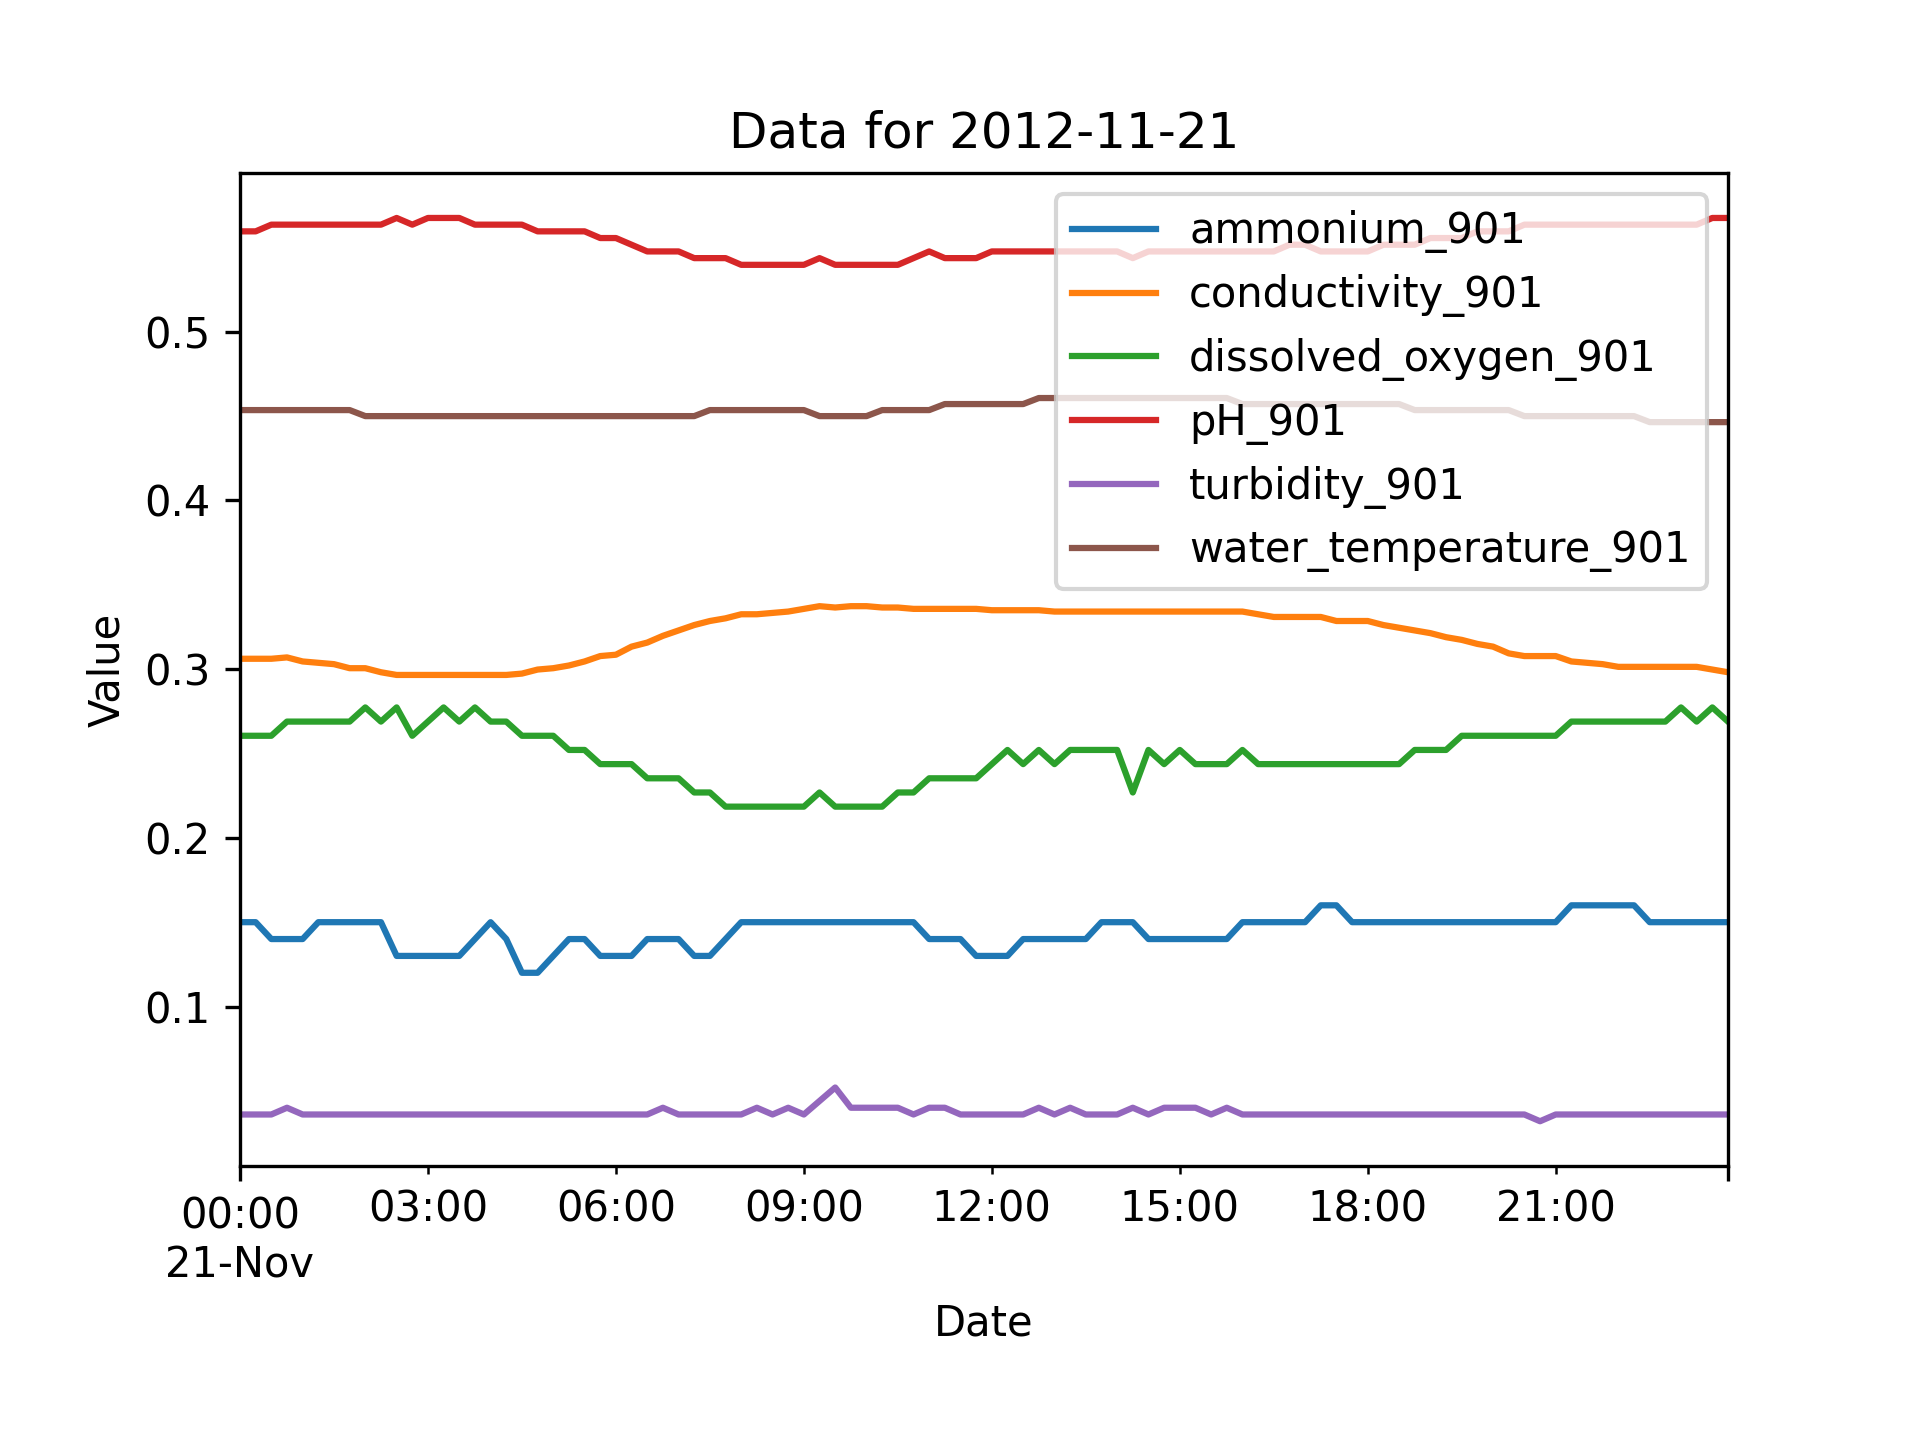 Data for 2012-11-21
ammonium_901
conductivity_901
dissolved_oxygen_901
pH_901
turbidity_901
water_temperature_901
Value
0.5
0.4
0.3
0.2
0.1
00:00
03:00
06:00
09:00
12:00
15:00
18:00
21:00
21-Nov
Date